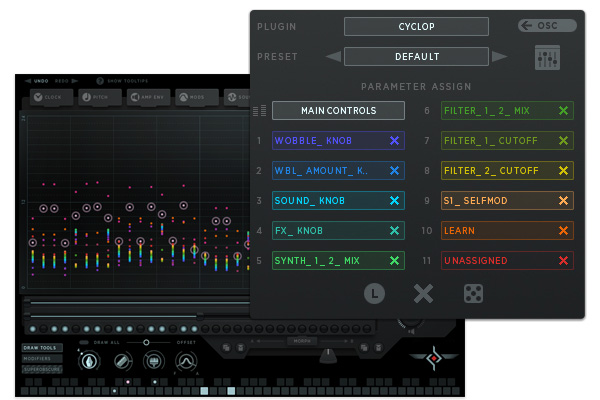 PLUGIN
CYCLOP
OSC
PRESET
DEFAULT
PARAMETER ASSIGN
MAIN CONTROLS
1 WOBBLE_ KNOB
2 WBL_ AMOUNT_ K..
3 SOUND_ KNOB
4 FX_ KNOB
5 SYNTH_ 1_ 2_ MIX
6 FILTER_ 1_ 2_ MIX
7 FILTER_ 1_ CUTOFF
8 FILTER_ 2_ CUTOFF
9 S1_ SELFMOD
10 LEARN
11 UNASSIGNED
L
UNDO REDO ? SHOW TOOLTIPS
CLOCK PITCH AMP ENV MODE
DRAW TOOLS
MODIFIERS
SUPEROSCURE
DRAW ALL
OFFSET
A MORPH